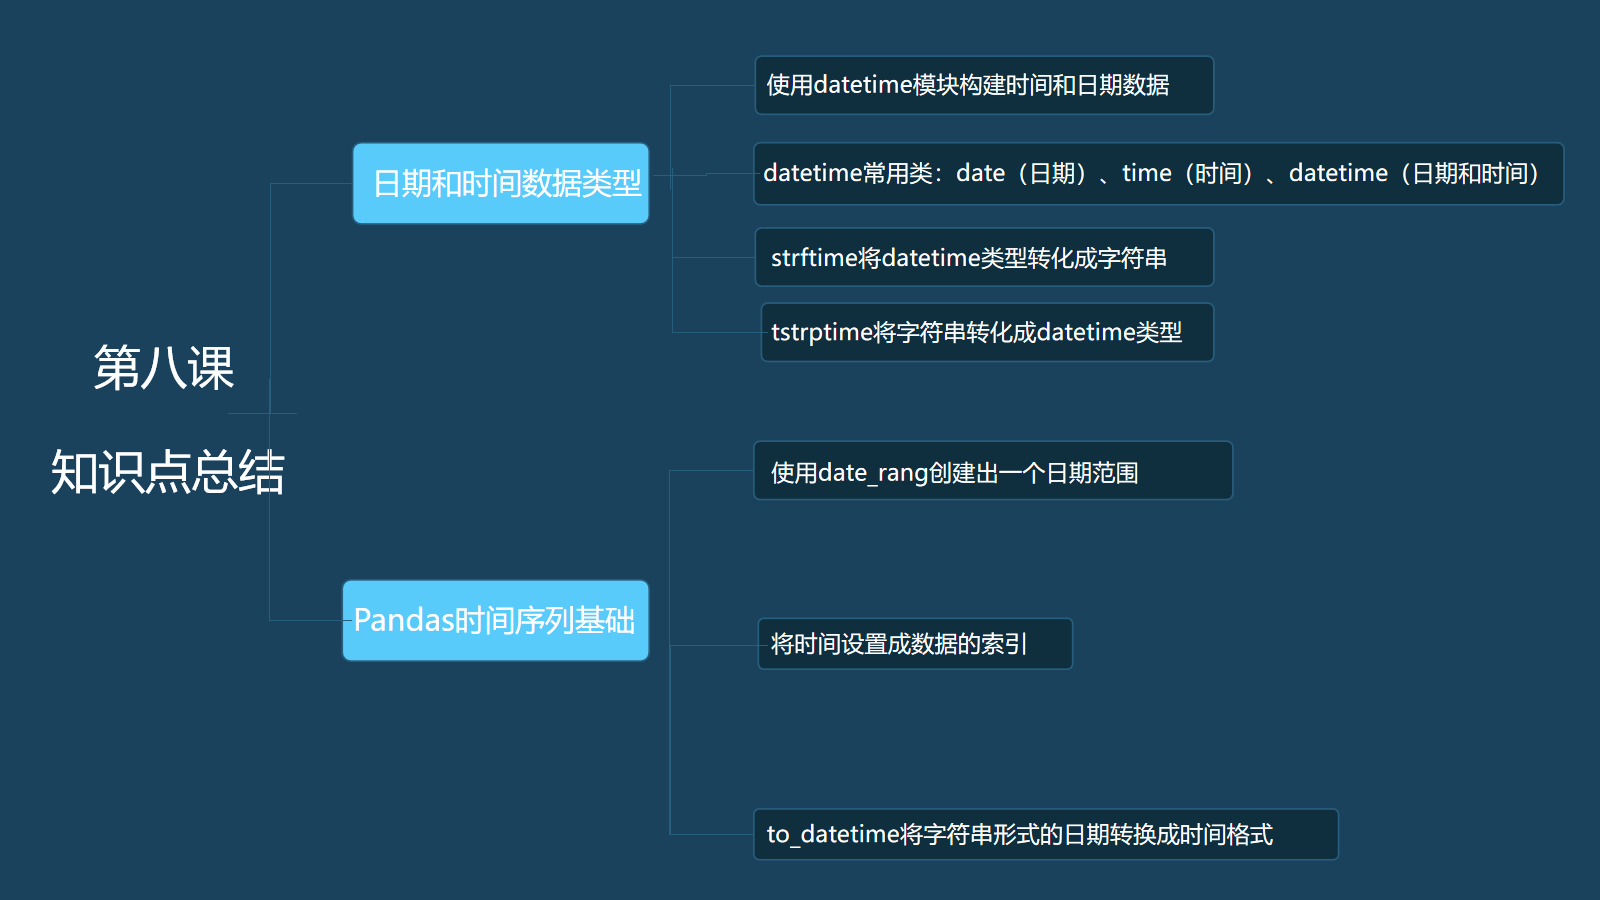 第八课
知识点总结
日期和时间数据类型
使用datetime模块构建时间和日期数据
datetime常用类：date（日期）、time（时间）、datetime（日期和时间）
strftime将datetime类型转化成字符串
tstrptime将字符串转化成datetime类型
Pandas时间序列基础
使用date_rang创建出一个日期范围
将时间设置成数据的索引
to_datetime将字符串形式的日期转换成时间格式